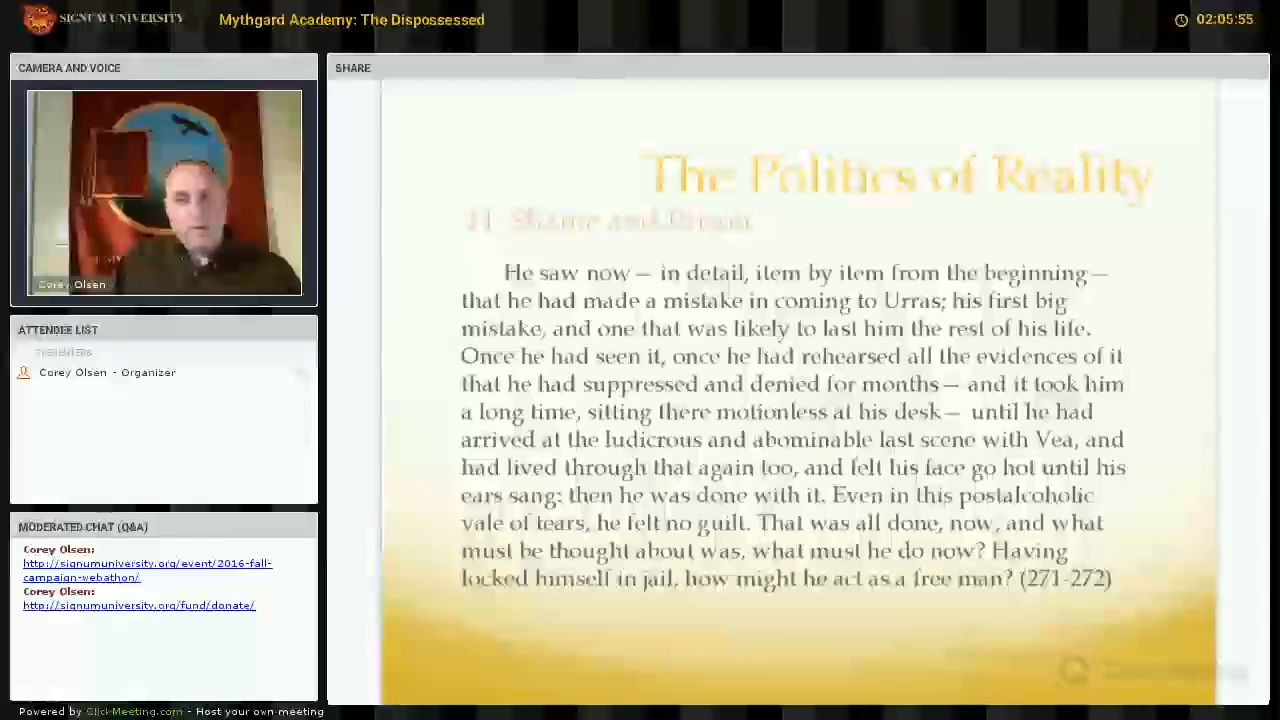 SIGNUM UNIVERSITY
Mythgard Academy: The Dispossessed
02:05:55
CAMERA AND VOICE
SHARE
Corey Olsen
ATTENDEE LIST
PRESENTERS
Corey Olsen - Organizer
MODERATED CHAT (Q&A)
Corey Olsen:
http://signumuniversity.org/event/2016-fall-
campaign-webathon/
Corey Olsen:
http://signumuniversity.org/fund/donate/
The Politics of Reality
Shame and
He saw now — in detail, item by item from the beginning —
that he had made a mistake in coming to Urras; his first big
mistake, and one that was likely to last him the rest of his life.
Once he had seen it, once he had rehearsed all the evidences of it
that he had suppressed and denied for months — and it took him
a long time, sitting there motionless at his desk — until he had
arrived at the ludicrous and abominable last scene with Vea, and
had lived through that again too, and felt his face go hot until his
ears sang: then he was done with it. Even in this postalcoholic
vale of tears, he felt no guilt. That was all done, now, and what
must be thought about was, what must he do now? Having
locked himself in jail, how might he act as a free man? (271-272)
Powered by ClickMeeting.com - Host your own meeting